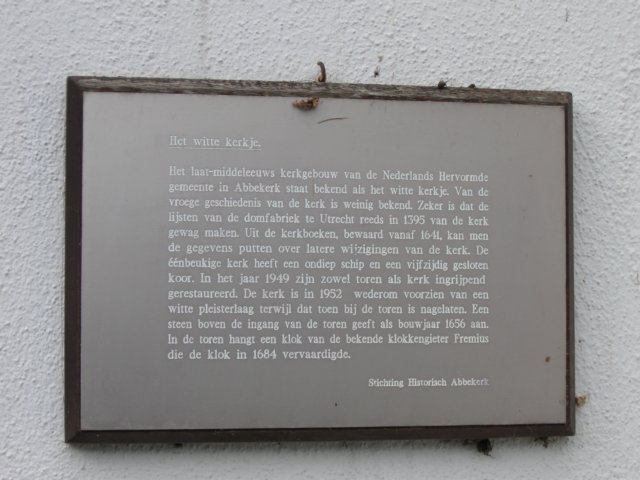 Het witte kerkje.
Het laat-middeleeuws kerkgebouw van de Nederlands Hervormde
gemeente in Abbekerk staat bekend als het witte kerkje. Van de
vroege geschiedenis van de kerk is weinig bekend. Zeker is dat de
lijsten van de domfabriek te Utrecht reeds in 1395 van de kerk
gewag maken. Uit de kerkboeken, bewaard vanaf 1641, kan men
de gegevens putten over latere wijzigingen van de kerk. De
éénbeukige kerk heeft een ondiep schip en een vijfzijdig gesloten
koor. In het jaar 1949 zijn zowel toren als kerk ingrijpend
gerestaureerd. De kerk is in 1952 wederom voorzien van een
witte pleisterlaag terwijl dat toen bij de toren is nagelaten. Een
steen boven de ingang van de toren geeft als bouwjaar 1656 aan.
In de toren hangt een klok van de bekende klokkengieter Fremius
die de klok in 1684 vervaardigde.
Stichting Historisch Abbekerk